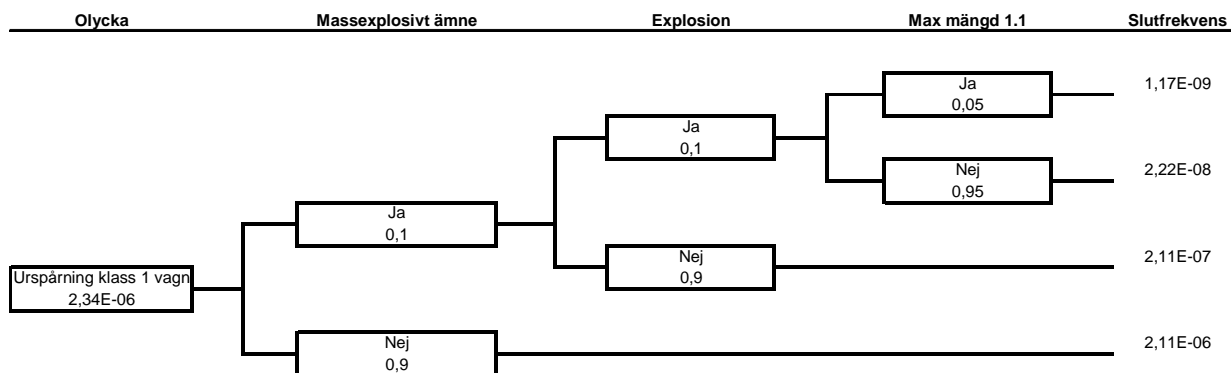 Olycka Massexplosivt ämne Explosion Max mängd 1.1 Slutfrekvens
Ja
0,05
1,17E-09
Ja
0,1
Nej
0,95
2,22E-08
Ja
0,1
Nej
0,9
2,11E-07
Urspårning klass 1 vagn
2,34E-06
Nej
0,9
2,11E-06